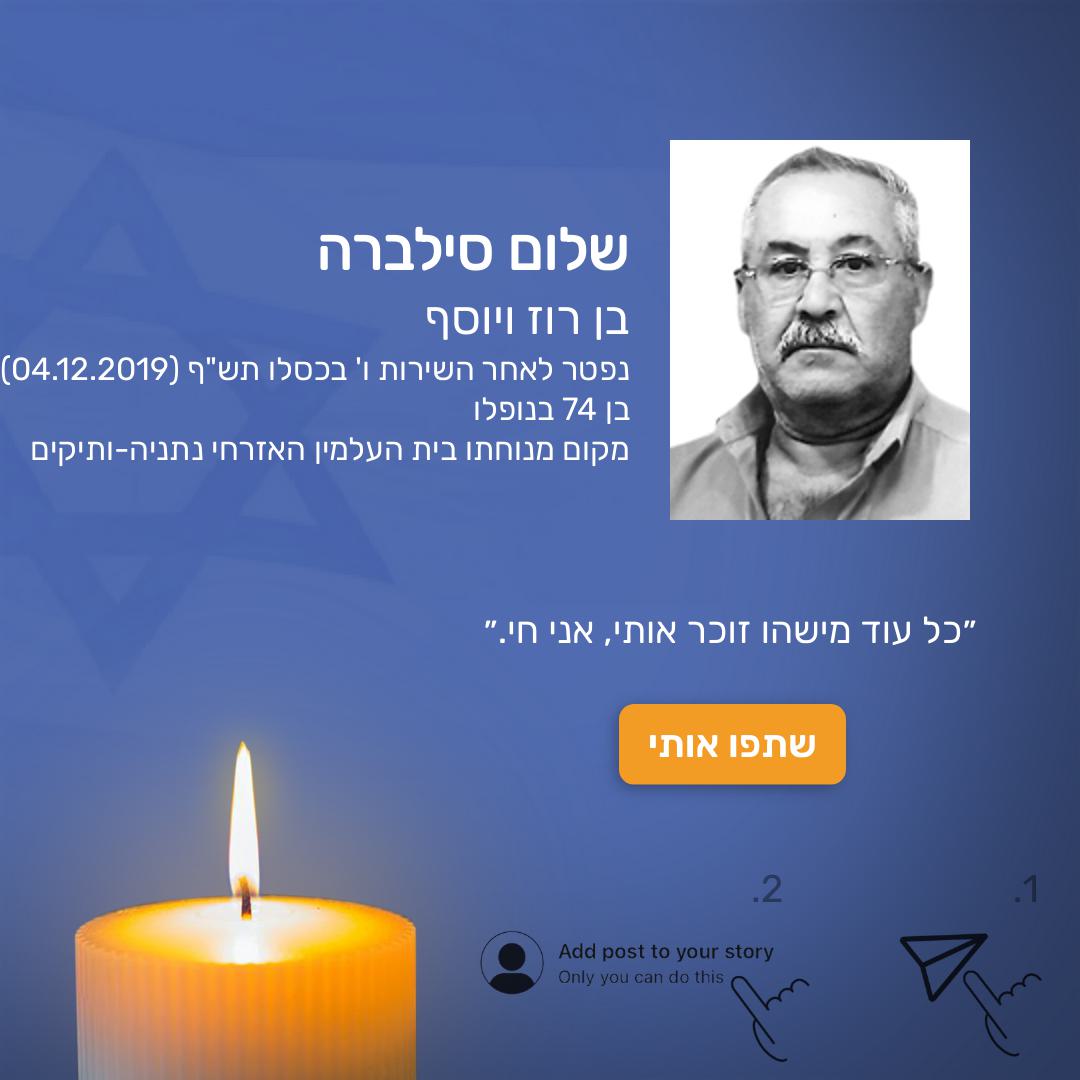 שלום סילברה
בן רוז ויוסף
נפטר לאחר השירות ו' בכסלו תש"ף (04.12.2019)
בן 74 בנופלו
מקום מנוחתו בית העלמין האזרחי נתניה-ותיקים
״כל עוד מישהו זוכר אותי, אני חי.״
שתפו אותי
1.
2.
Add post to your story
Only you can do this